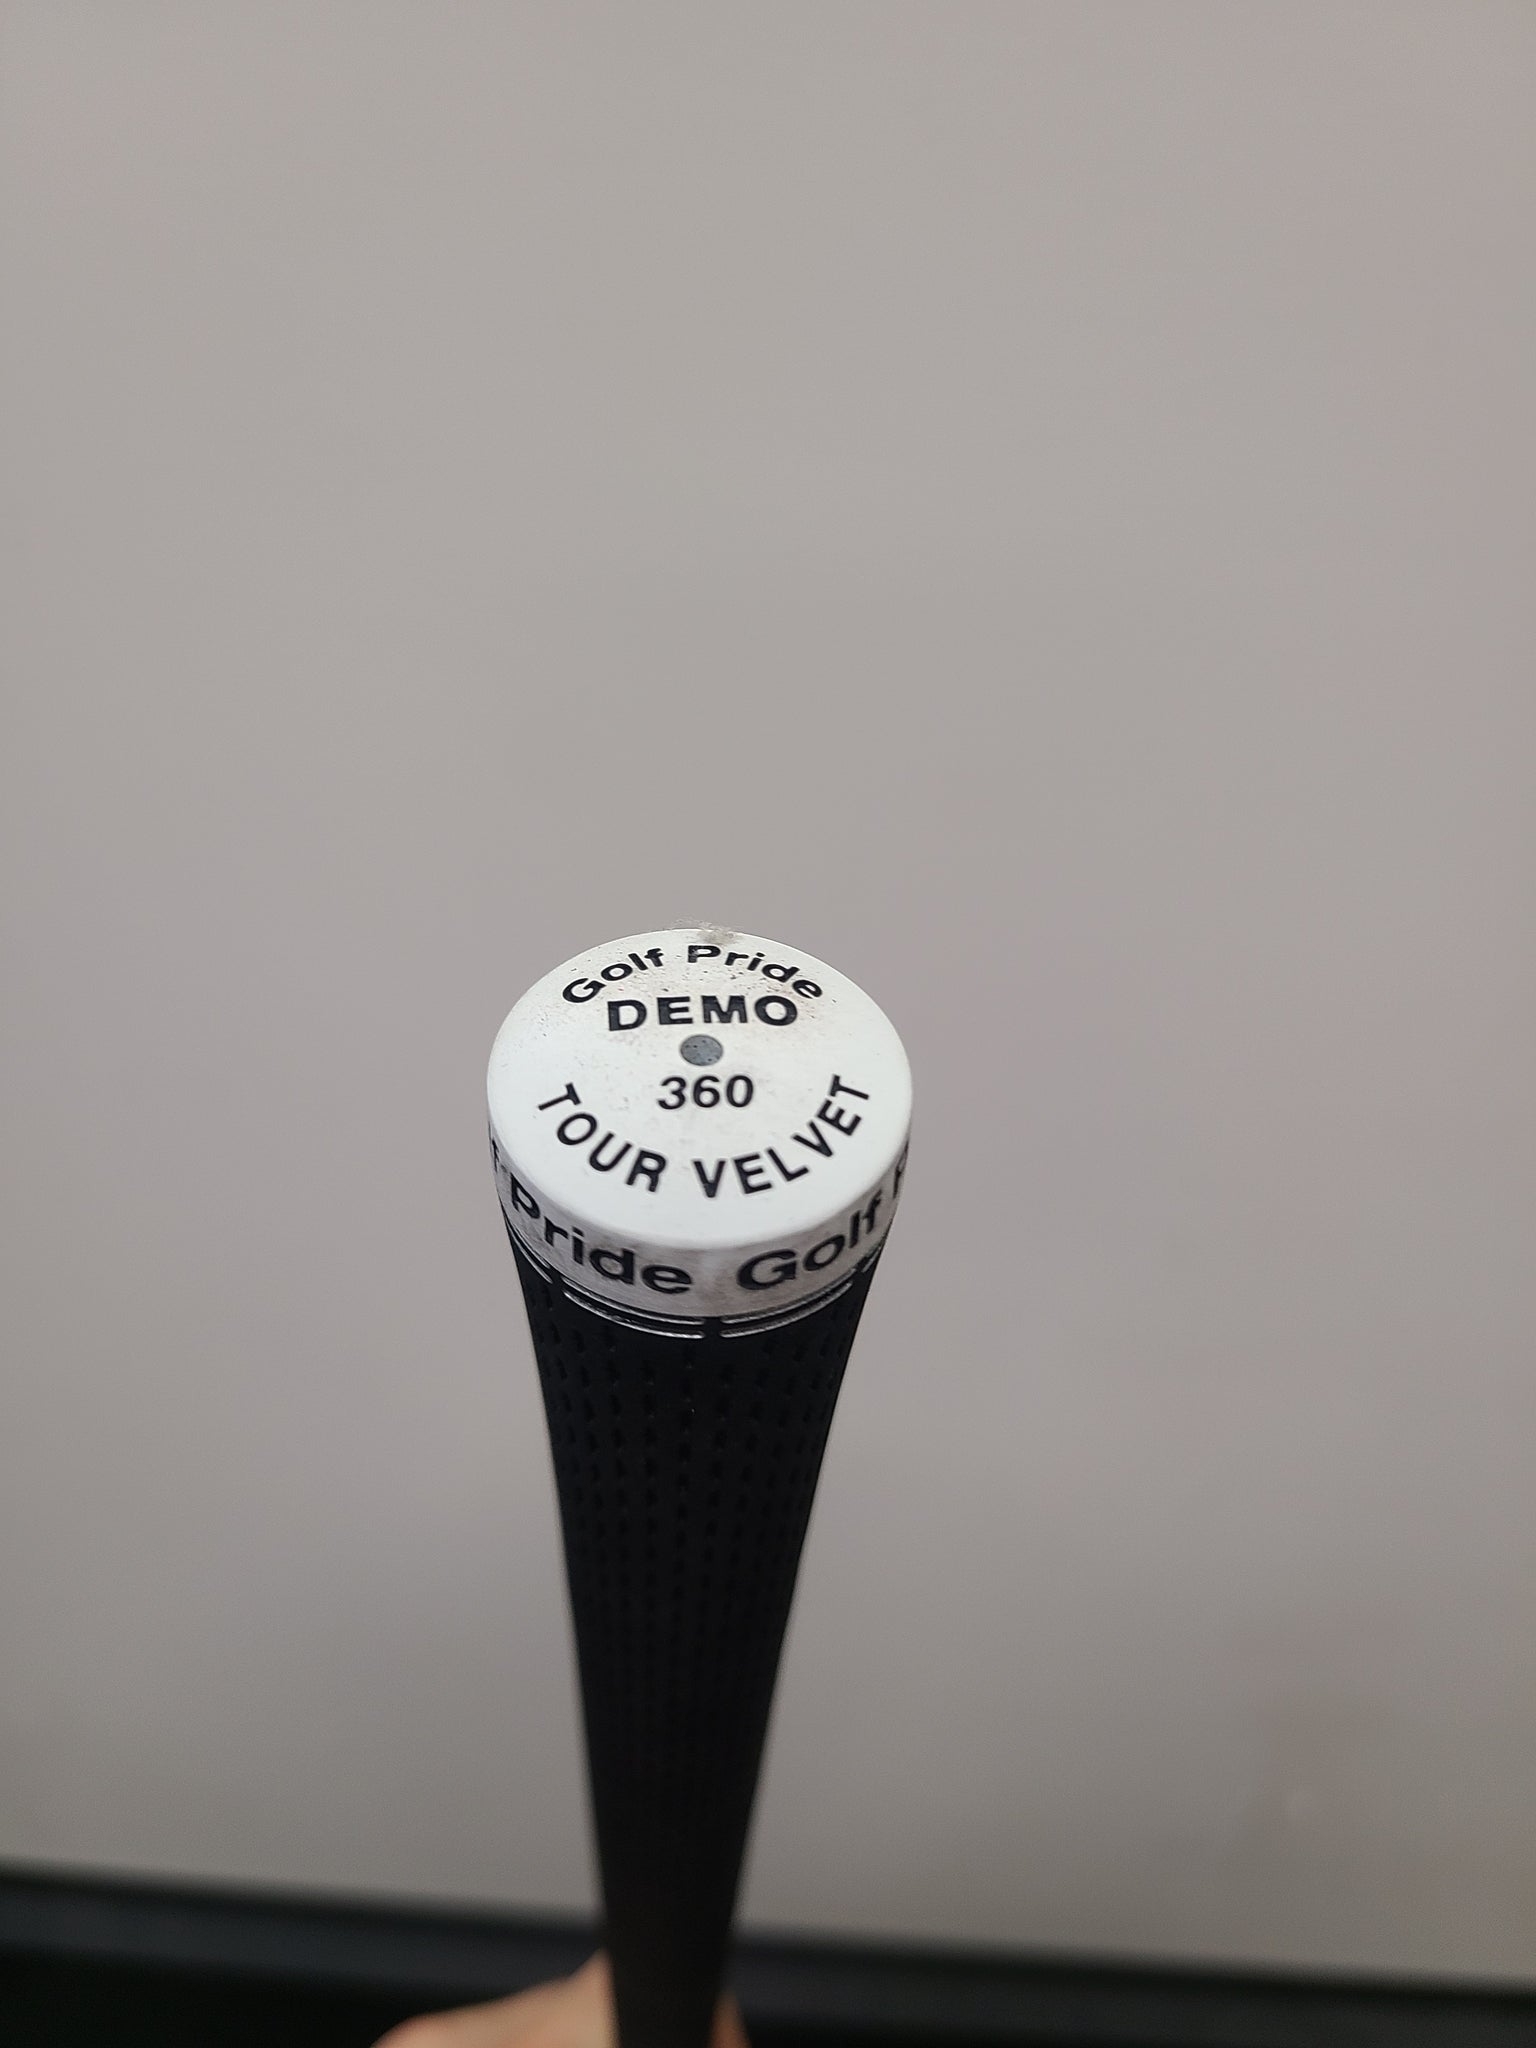 Golf Pride
DEMO
360
TOUR VELVET
Pride Golf